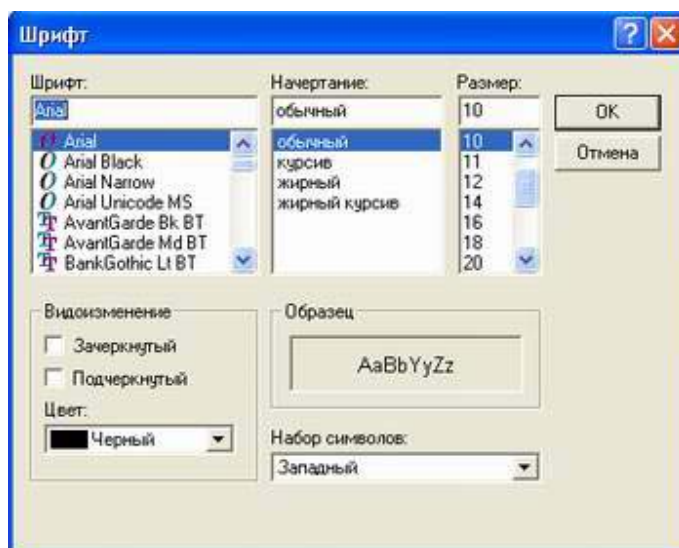 Шрифт
Шрифт:
Arial
Arial
Arial Black
Arial Narrow
Arial Unicode MS
AvantGarde Bk BT
AvantGarde Md BT
BankGothic Lt BT
Начертание:
обычный
обычный
курсив
жирный
жирный курсив
Размер:
10
10
11
12
14
16
18
20
OK
Отмена
Видоизменение
Зачеркнутый
Подчеркнутый
Цвет:
Черный
Образец
AaBbYyZz
Набор символов:
Западный